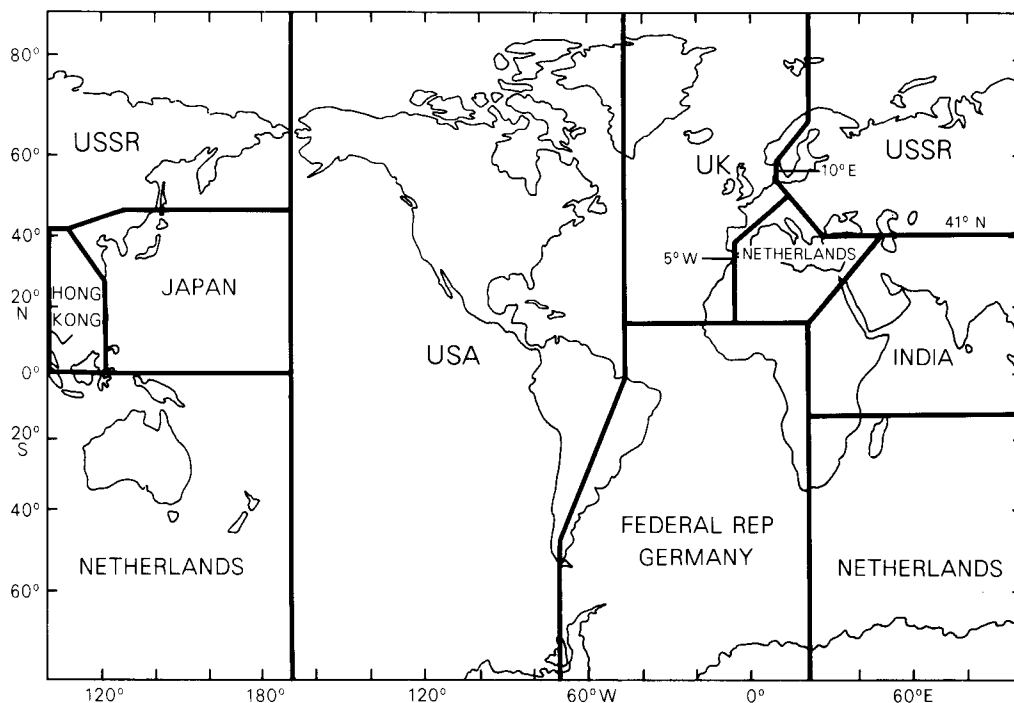 80°
60°
40°
20°
N
0°
20°
S
40°
60°
USSR
UK
USSR
10°E
41° N
5° W
NETHERLANDS
HONG
KONG
JAPAN
USA
INDIA
FEDERAL REP
GERMANY
NETHERLANDS
NETHERLANDS
120°
180°
120°
60°W
0°
60°E